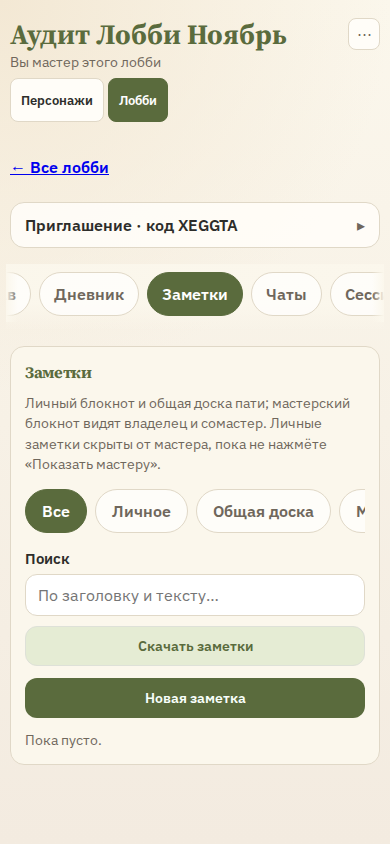 Аудит Лобби Ноябрь
...
Вы мастер этого лобби
Персонажи Лобби
← Все лобби
Приглашение · код XEGGTA ▸
в Дневник Заметки Чаты Сесс
Заметки
Личный блокнот и общая доска пати; мастерский
блокнот видят владелец и сомастер. Личные
заметки скрыты от мастера, пока не нажмёте
«Показать мастеру».
Все Личное Общая доска М
Поиск
По заголовку и тексту...
Скачать заметки
Новая заметка
Пока пусто.